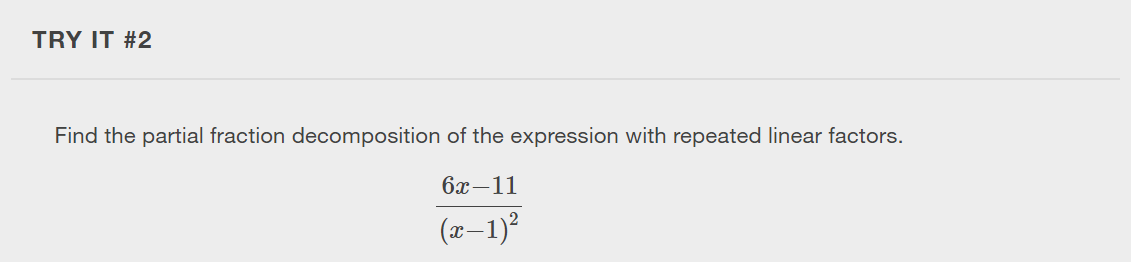 TRY IT #2
Find the partial fraction decomposition of the expression with repeated linear factors.
6x−11
(x−1)²